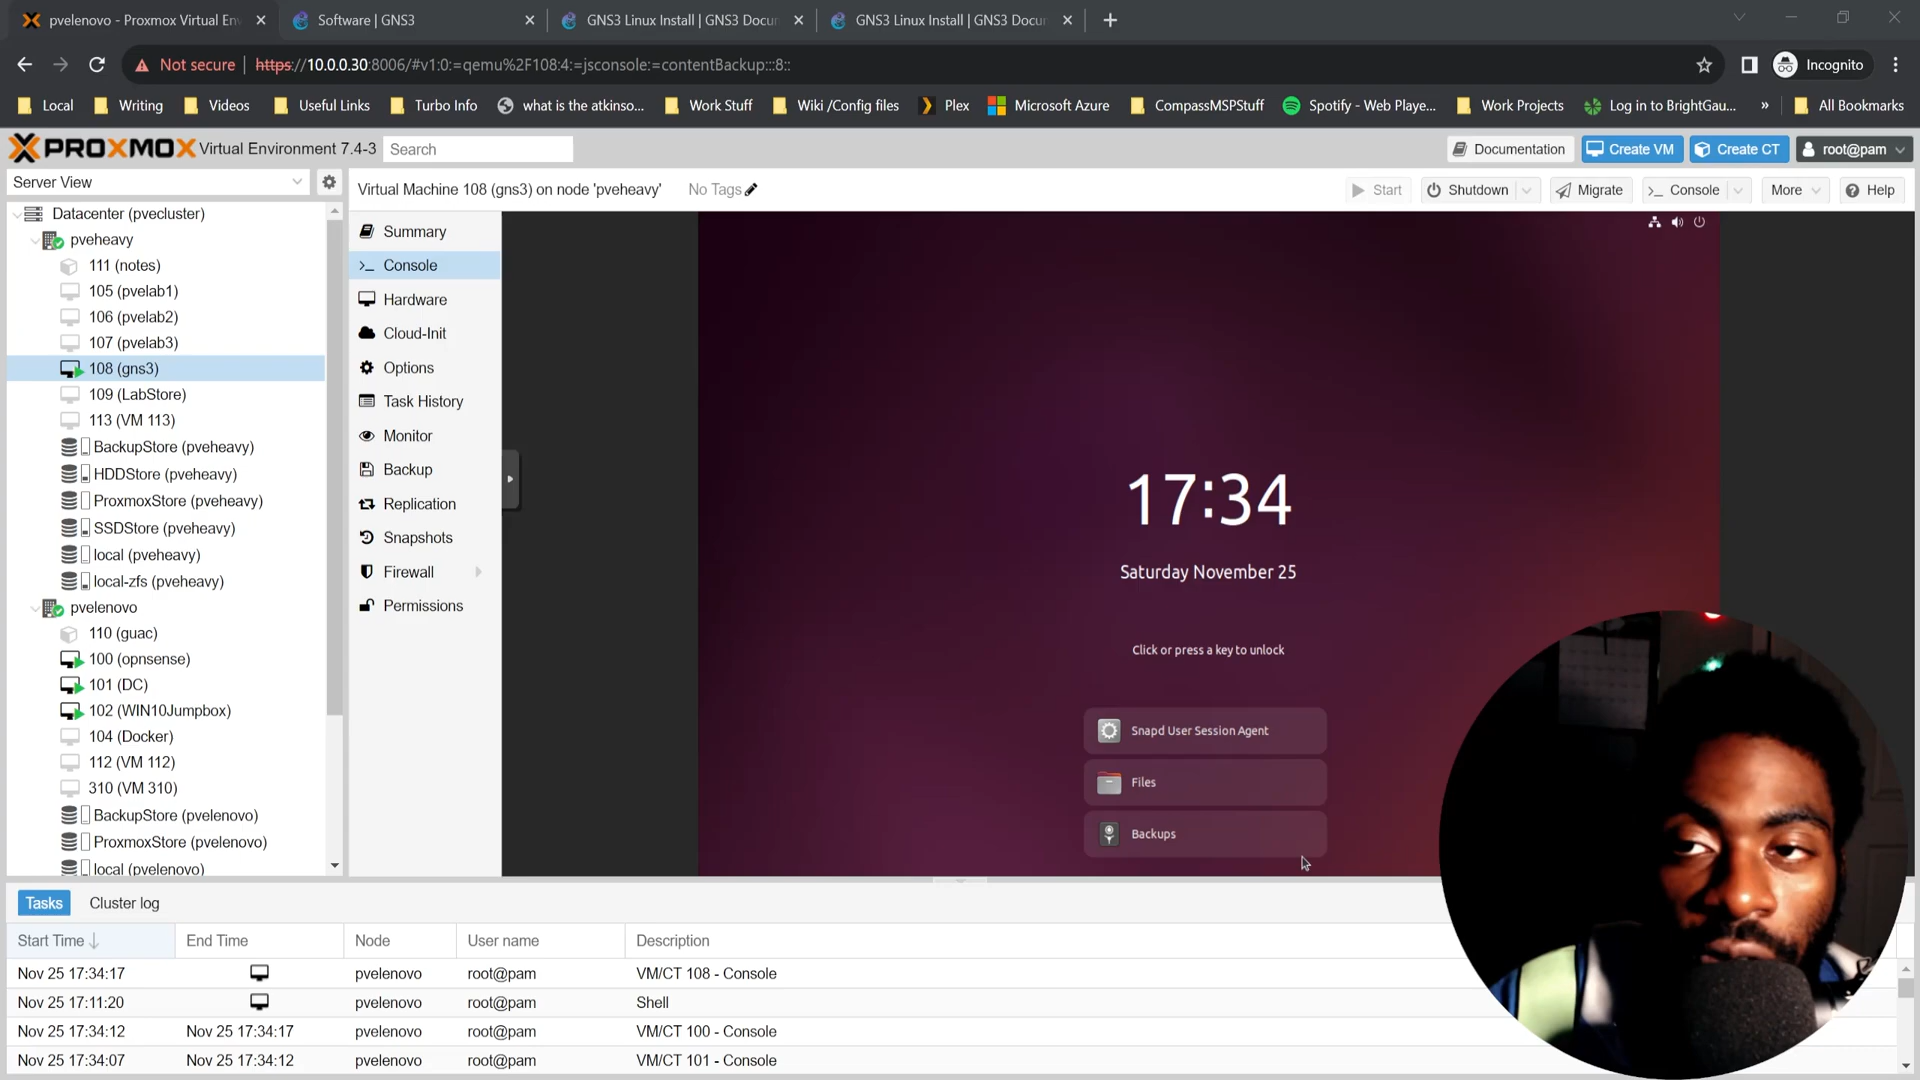 pvelenovo - Proxmox Virtual En
Software | GNS3
GNS3 Linux Install | GNS3 Docu
GNS3 Linux Install | GNS3 Docu
Not secure https://10.0.0.30:8006/#v1:0:=qemu%2F108:4:=jsconsole:=contentBackup:::8::
Incognito
Local Writing Videos Useful Links Turbo Info what is the atkinso... Work Stuff Wiki /Config files Plex Microsoft Azure CompassMSPStuff Spotify - Web Playe... Work Projects Log in to BrightGau... » All Bookmarks
PROXMOX Virtual Environment 7.4-3 Search
Documentation Create VM Create CT root@pam
Server View
Virtual Machine 108 (gns3) on node 'pveheavy' No Tags
Start Shutdown Migrate >_ Console More Help
Datacenter (pvecluster)
pveheavy
111 (notes)
105 (pvelab1)
106 (pvelab2)
107 (pvelab3)
108 (gns3)
109 (LabStore)
113 (VM 113)
BackupStore (pveheavy)
HDDStore (pveheavy)
ProxmoxStore (pveheavy)
SSDStore (pveheavy)
local (pveheavy)
local-zfs (pveheavy)
pvelenovo
110 (guac)
100 (opnsense)
101 (DC)
102 (WIN10Jumpbox)
104 (Docker)
112 (VM 112)
310 (VM 310)
BackupStore (pvelenovo)
ProxmoxStore (pvelenovo)
local (pvelenovo)
Summary
>_ Console
Hardware
Cloud-Init
Options
Task History
Monitor
Backup
Replication
Snapshots
Firewall
Permissions
17:34
Saturday November 25
Click or press a key to unlock
Snapd User Session Agent
Files
Backups
Tasks Cluster log
Start Time End Time Node User name Description
Nov 25 17:34:17 pvelenovo root@pam VM/CT 108 - Console
Nov 25 17:11:20 pvelenovo root@pam Shell
Nov 25 17:34:12 Nov 25 17:34:17 pvelenovo root@pam VM/CT 100 - Console
Nov 25 17:34:07 Nov 25 17:34:12 pvelenovo root@pam VM/CT 101 - Console